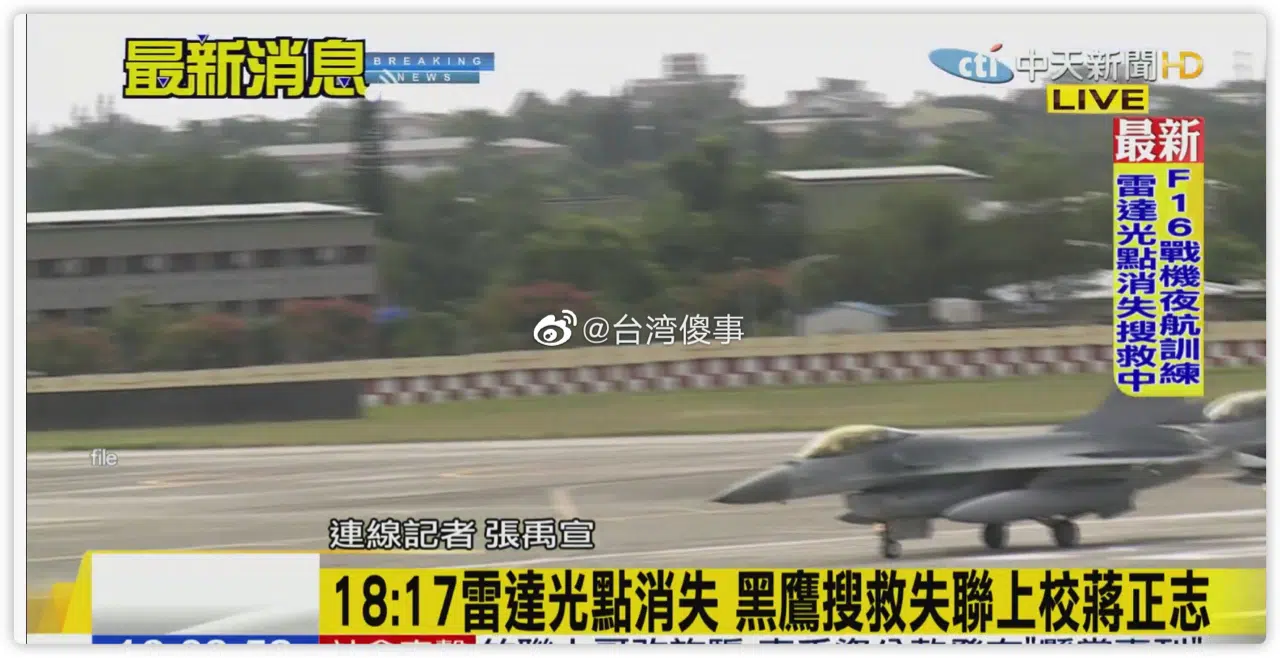 最新消息
BREAKING
NEWS
cti 中天新聞HD
LIVE
最新
F16戰機夜航訓練
雷達光點消失搜救中
@台湾傻事
file
連線記者 張禹宣
18:17雷達光點消失 黑鷹搜救失聯上校蔣正志